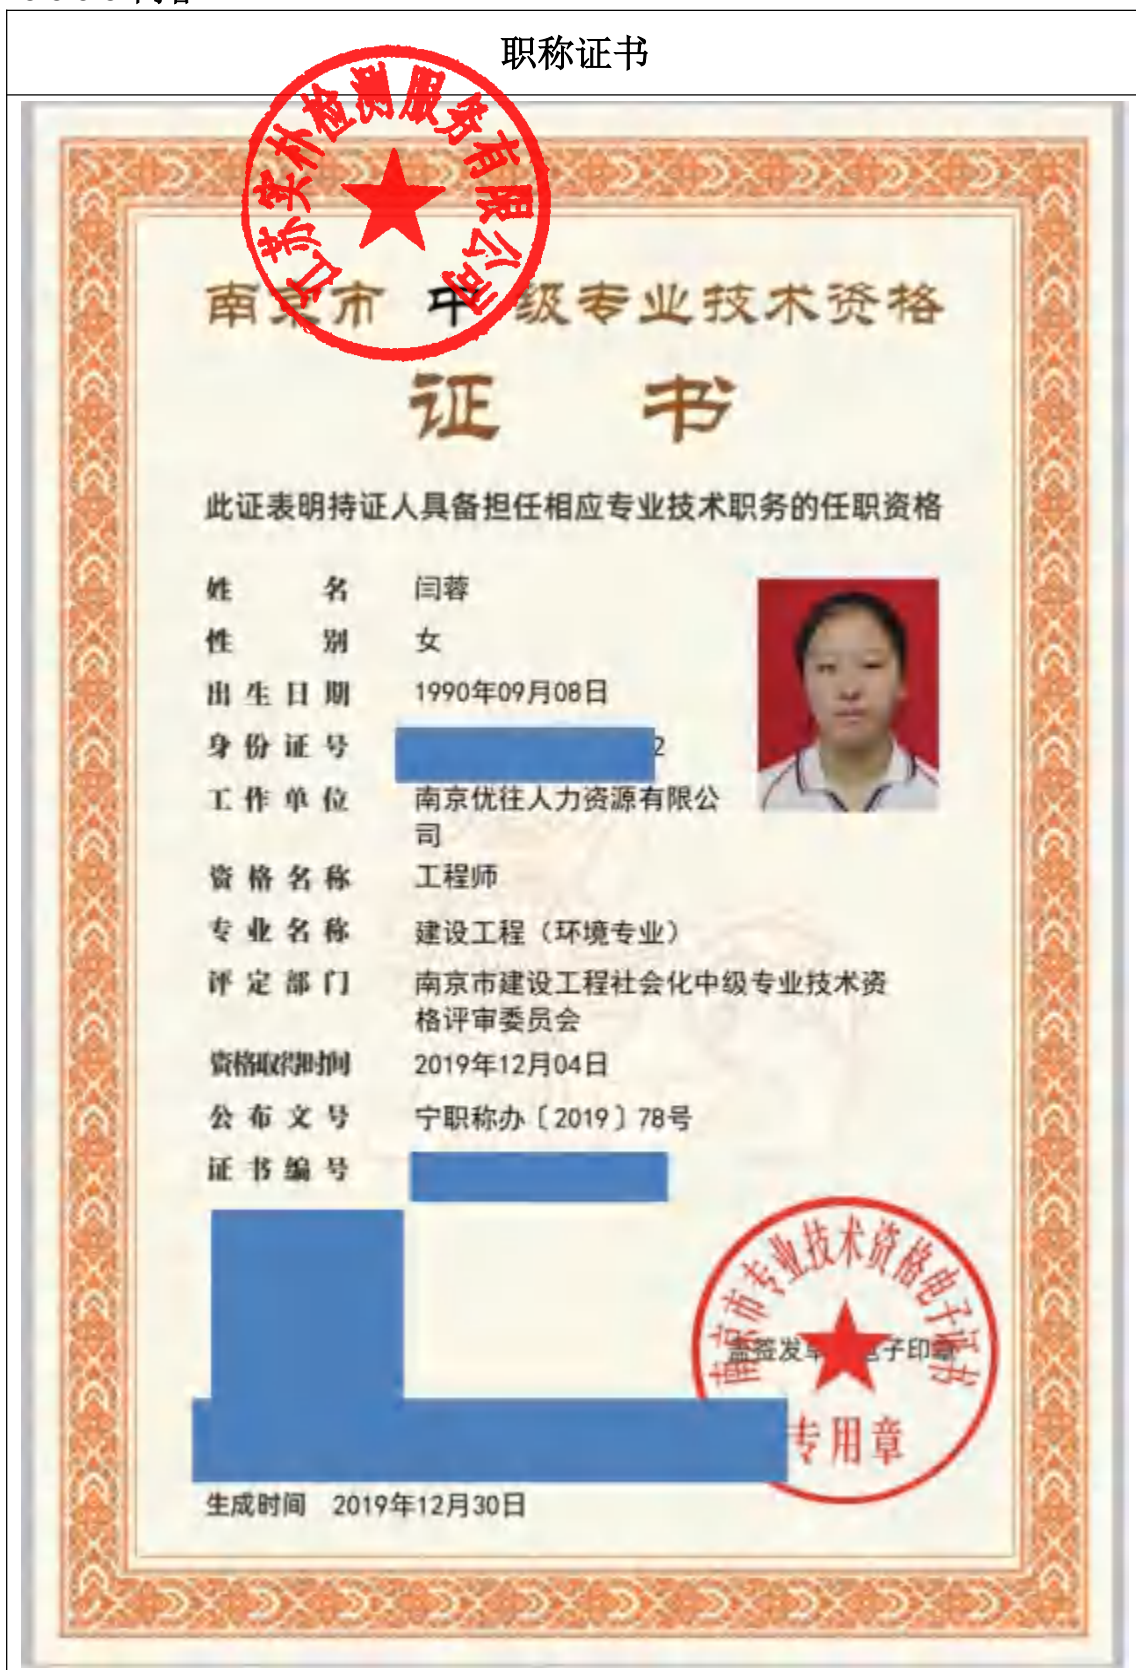 职称证书
江苏实朴检测服务有限公司
南京市 中 级专业技术资格
证 书
此证表明持证人具备担任相应专业技术职务的任职资格
姓 名 闫蓉
性 别 女
出生日期 1990年09月08日
身份证号 2
工作单位 南京优往人力资源有限公
司
资格名称 工程师
专业名称 建设工程（环境专业）
评定部门 南京市建设工程社会化中级专业技术资
格评审委员会
资格取得时间 2019年12月04日
公布文号 宁职称办〔2019〕78号
证书编号
南京市专业技术资格电子证书
专用章
生成时间 2019年12月30日